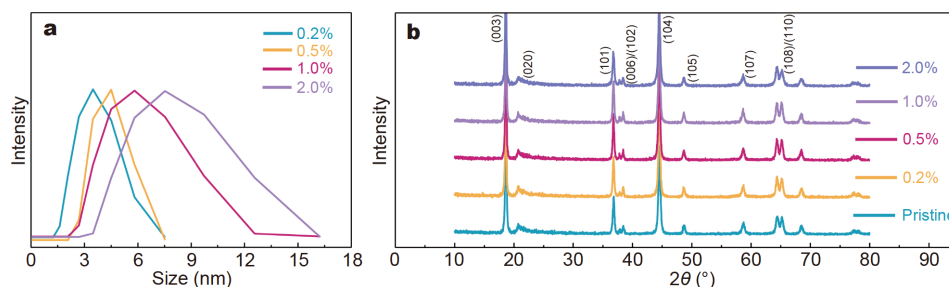 a
0.2%
0.5%
1.0%
2.0%
Intensity
0 3 6 9 12 15 18
Size (nm)
b
(003)
(020)
(101)
(006)/(102)
(104)
(105)
(107)
(108)/(110)
2.0%
1.0%
0.5%
0.2%
Pristine
Intensity
0 10 20 30 40 50 60 70 80 90
2θ (°)